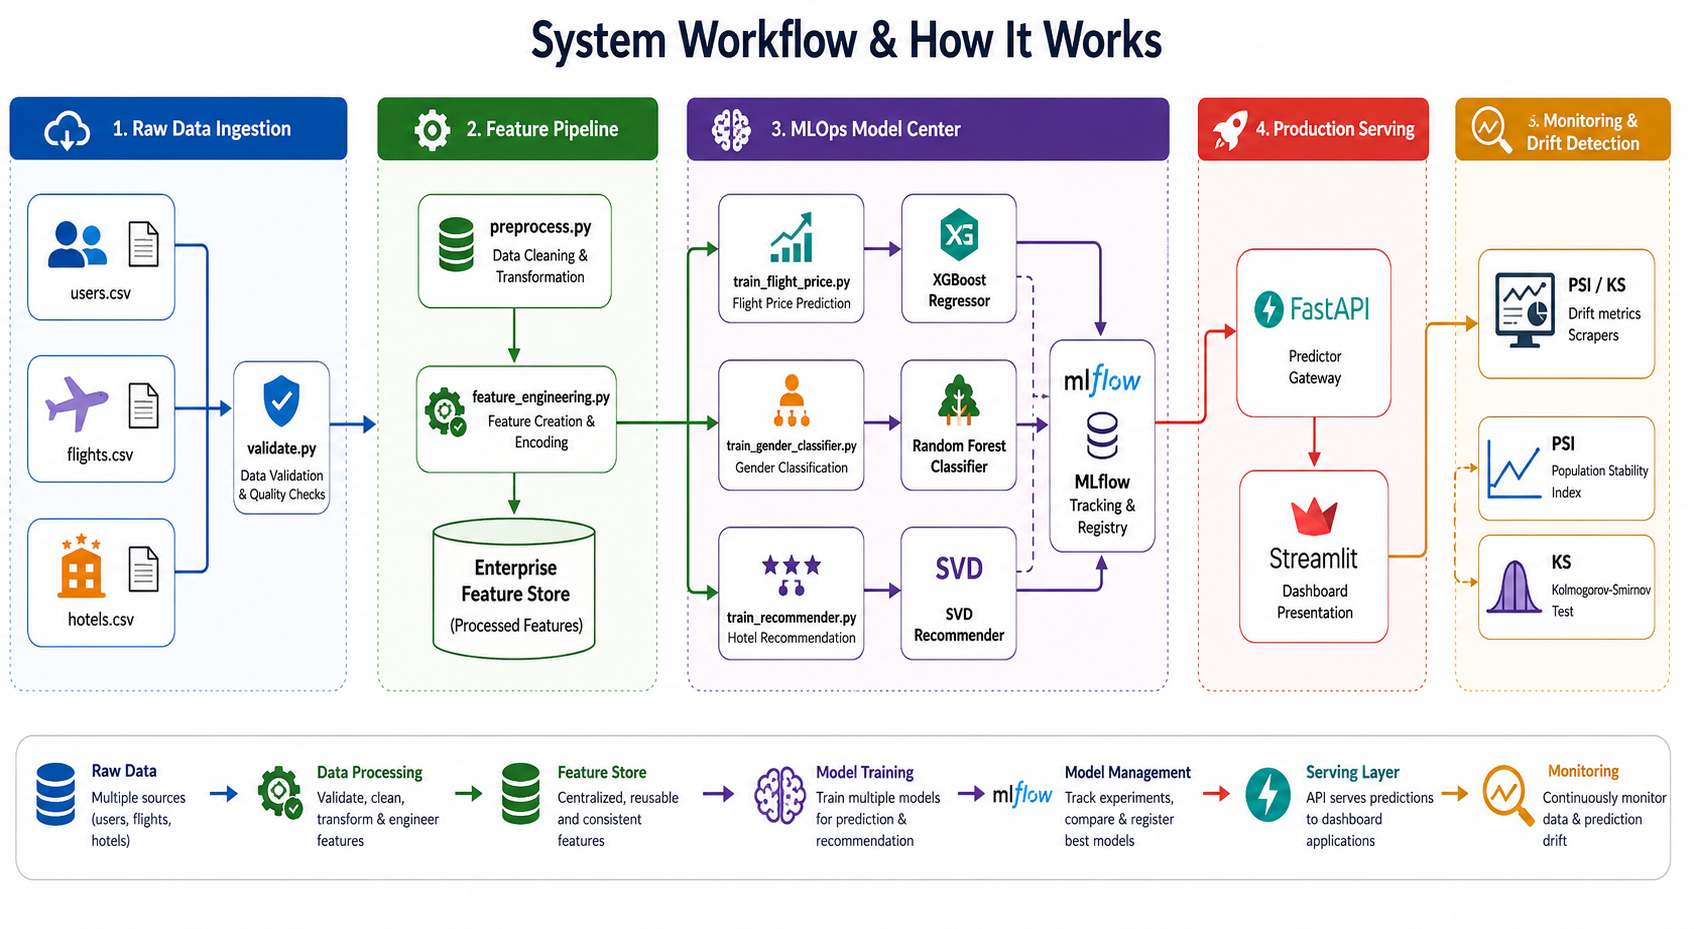 System Workflow & How It Works
1. Raw Data Ingestion
users.csv
flights.csv
hotels.csv
validate.py
Data Validation
& Quality Checks
2. Feature Pipeline
preprocess.py
Data Cleaning &
Transformation
feature_engineering.py
Feature Creation &
Encoding
Enterprise
Feature Store
(Processed Features)
3. MLOps Model Center
train_flight_price.py
Flight Price Prediction
XG
XGBoost
Regressor
train_gender_classifier.py
Gender Classification
Random Forest
Classifier
train_recommender.py
Hotel Recommendation
SVD
SVD
Recommender
mlflow
MLflow
Tracking &
Registry
4. Production Serving
FastAPI
Predictor
Gateway
Streamlit
Dashboard
Presentation
5. Monitoring &
Drift Detection
PSI / KS
Drift metrics
Scrapers
PSI
Population Stability
Index
KS
Kolmogorov-Smirnov
Test
Raw Data
Multiple sources
(users, flights,
hotels)
Data Processing
Validate, clean,
transform & engineer
features
Feature Store
Centralized, reusable
and consistent
features
Model Training
Train multiple models
for prediction &
recommendation
mlflow
Model Management
Track experiments,
compare & register
best models
Serving Layer
API serves predictions
to dashboard
applications
Monitoring
Continuously monitor
data & prediction
drift